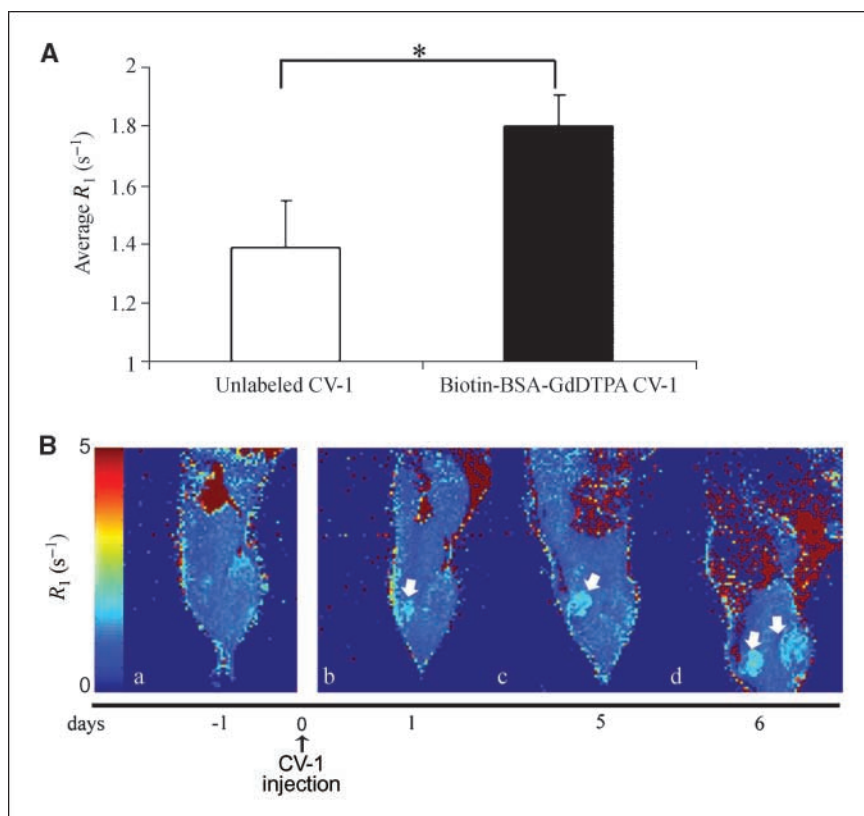 A
*
2
1.8
1.6
1.4
1.2
1
Average R₁ (s⁻¹)
Unlabeled CV-1 Biotin-BSA-GdDTPA CV-1
B
5
R₁ (s⁻¹)
0
a b c d
days -1 0 1 5 6
CV-1
injection